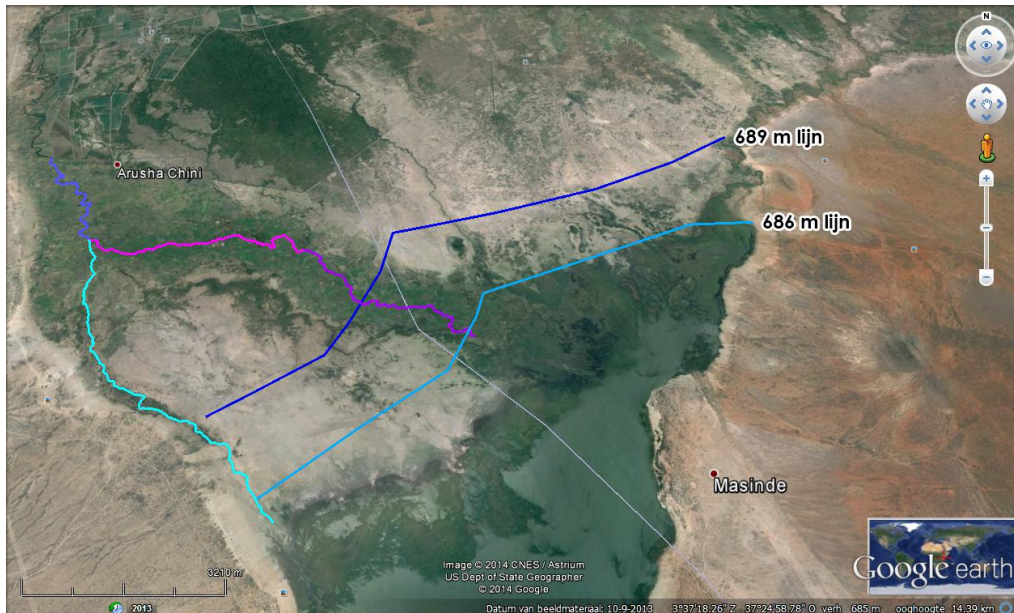 N
689 m lijn
Arusha Chini
686 m lijn
Masinde
3210 m
Image © 2014 CNES / Astrium
US Dept of State Geographer
© 2014 Google
Google earth
2013
Datum van beeldmateriaal: 10-9-2013 3°37'18.26" Z 37°24'58.78" O verh 685 m ooghoogte 14.39 km